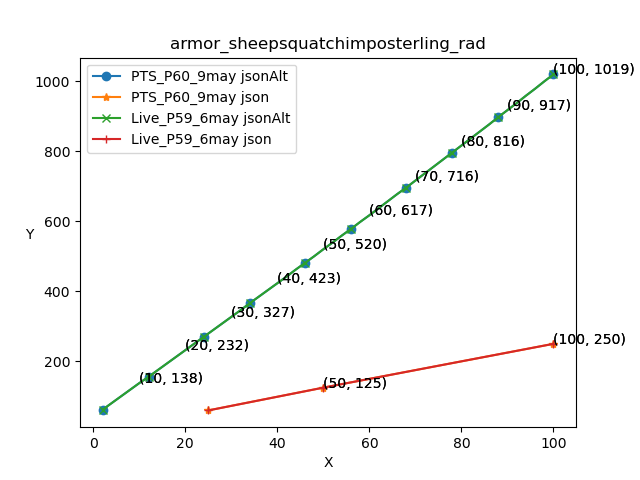 armor_sheepsquatchimposterling_rad
PTS_P60_9may jsonAlt
PTS_P60_9may json
Live_P59_6may jsonAlt
Live_P59_6may json
(100, 1019)
(90, 917)
(80, 816)
(70, 716)
(60, 617)
(50, 520)
(40, 423)
(30, 327)
(20, 232)
(10, 138)
(100, 250)
(50, 125)
1000
800
600
400
200
Y
0 20 40 60 80 100
X